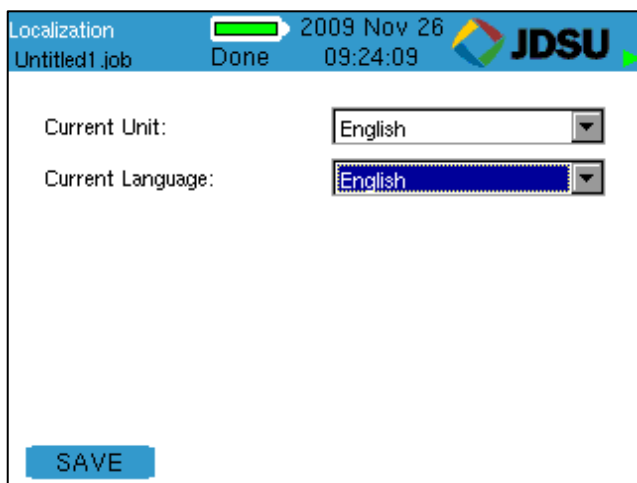 Localization 2009 Nov 26 JDSU
Untitled1.job Done 09:24:09
Current Unit: English
Current Language: English
SAVE